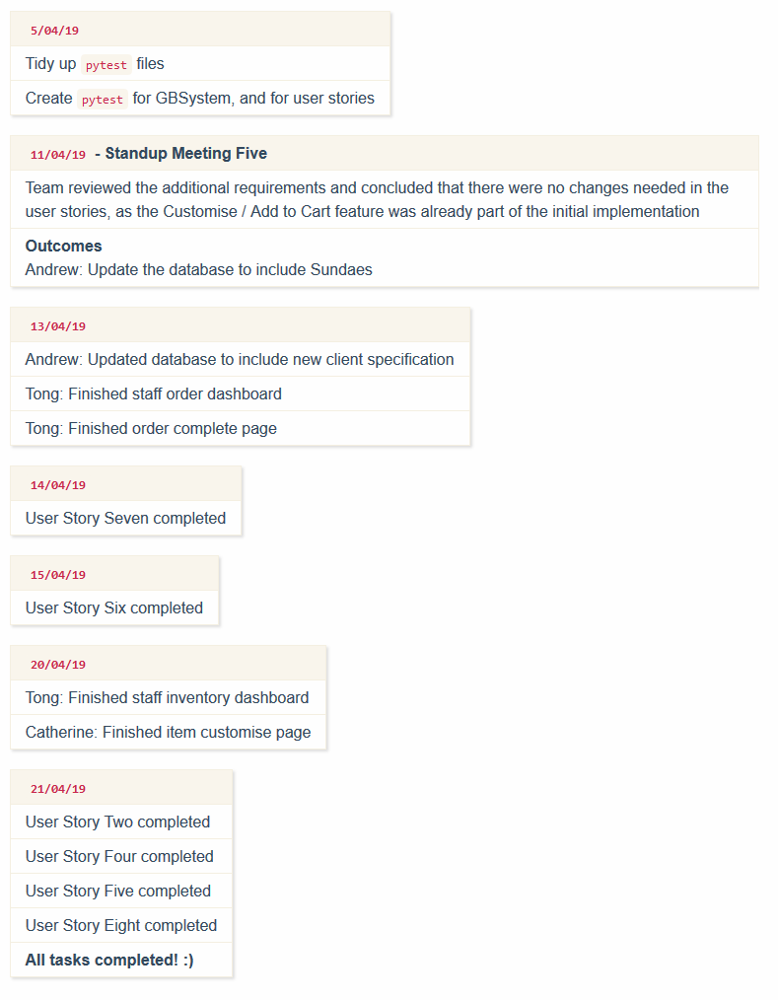 5/04/19
Tidy up pytest files
Create pytest for GBSystem, and for user stories
11/04/19 - Standup Meeting Five
Team reviewed the additional requirements and concluded that there were no changes needed in the
user stories, as the Customise / Add to Cart feature was already part of the initial implementation
Outcomes
Andrew: Update the database to include Sundaes
13/04/19
Andrew: Updated database to include new client specification
Tong: Finished staff order dashboard
Tong: Finished order complete page
14/04/19
User Story Seven completed
15/04/19
User Story Six completed
20/04/19
Tong: Finished staff inventory dashboard
Catherine: Finished item customise page
21/04/19
User Story Two completed
User Story Four completed
User Story Five completed
User Story Eight completed
All tasks completed! :)